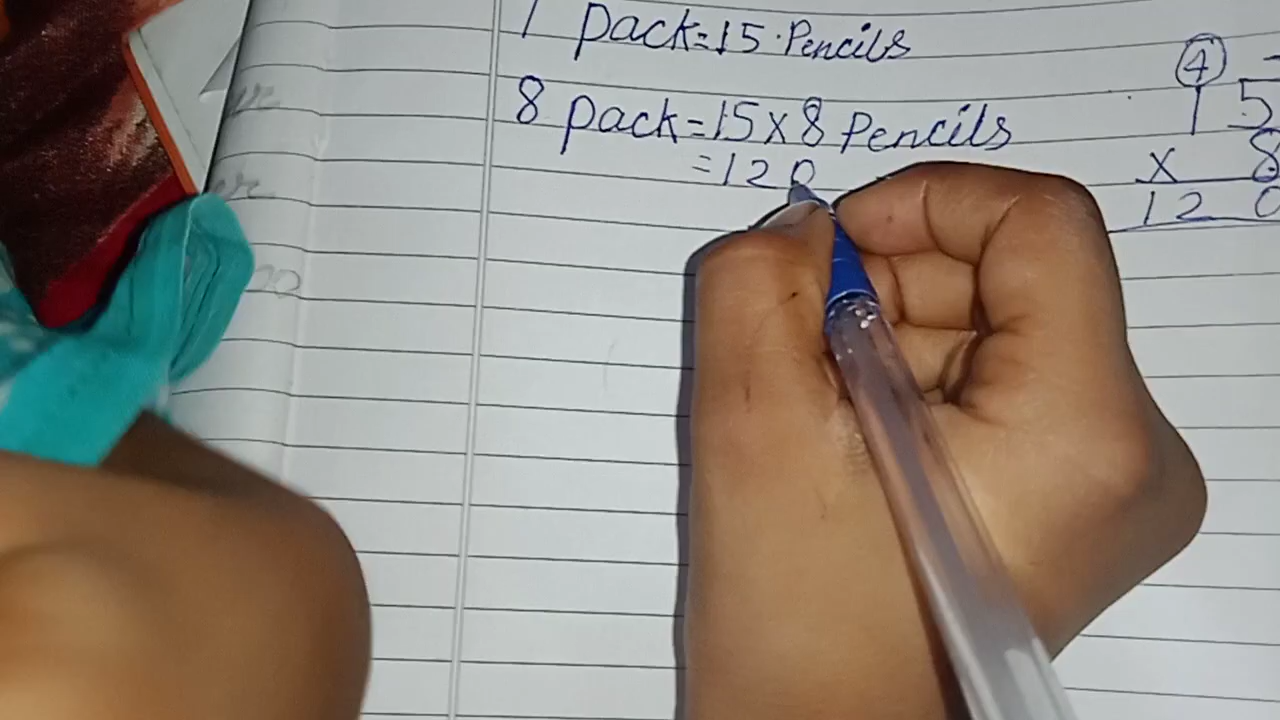 1 Pack=15 Pencils
8 Pack=15×8 Pencils
=120
④
15
× 8
120